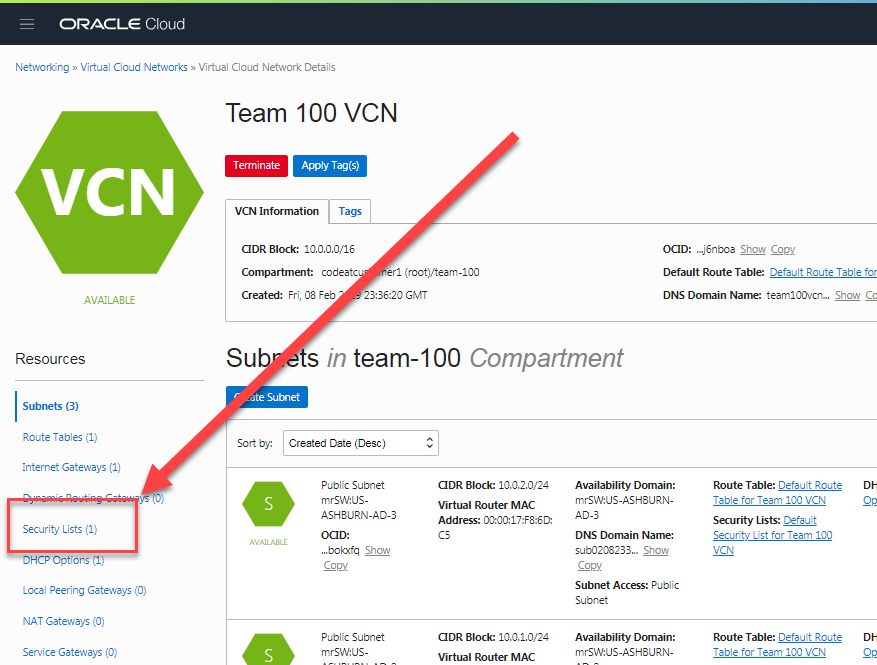 ORACLE Cloud
Networking » Virtual Cloud Networks » Virtual Cloud Network Details
VCN
AVAILABLE
Team 100 VCN
Terminate
Apply Tag(s)
VCN Information
Tags
CIDR Block: 10.0.0.0/16
Compartment: codeatcustomer1 (root)/team-100
Created: Fri, 08 Feb 2019 23:36:20 GMT
OCID: ...j6nboa Show Copy
Default Route Table: Default Route Table for
DNS Domain Name: team100vcn... Show Co
Resources
Subnets (3)
Route Tables (1)
Internet Gateways (1)
Dynamic Routing Gateways (0)
Security Lists (1)
DHCP Options (1)
Local Peering Gateways (0)
NAT Gateways (0)
Service Gateways (0)
Subnets in team-100 Compartment
Create Subnet
Sort by: Created Date (Desc)
S
AVAILABLE
Public Subnet
mrSW:US-
ASHBURN-AD-3
OCID:
...bokxfq Show
Copy
CIDR Block: 10.0.2.0/24
Virtual Router MAC
Address: 00:00:17:F8:6D:
C5
Availability Domain:
mrSW:US-ASHBURN-
AD-3
DNS Domain Name:
sub0208233... Show
Copy
Subnet Access: Public
Subnet
Route Table: Default Route
Table for Team 100 VCN
Security Lists: Default
Security List for Team 100
VCN
DH
Op
S
Public Subnet
mrSW:US-
ASHBURN-AD-2
CIDR Block: 10.0.1.0/24
Virtual Router MAC
Availability Domain:
mrSW:US-ASHBURN-
Route Table: Default Route
Table for Team 100 VCN
DH
Op